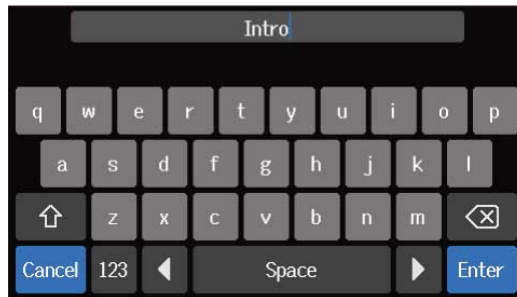 Intro
q w e r t y u i o p
a s d f g h j k l
z x c v b n m
Cancel 123 Space Enter